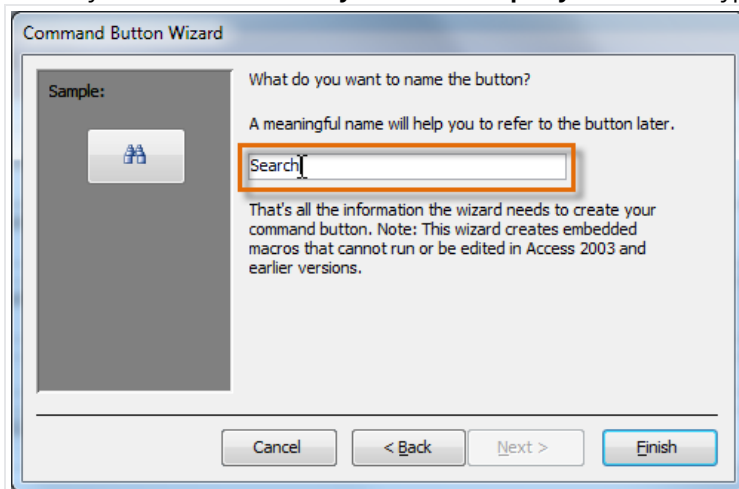 Command Button Wizard
Sample:
What do you want to name the button?
A meaningful name will help you to refer to the button later.
Search
That's all the information the wizard needs to create your
command button. Note: This wizard creates embedded
macros that cannot run or be edited in Access 2003 and
earlier versions.
Cancel
< Back
Next >
Finish